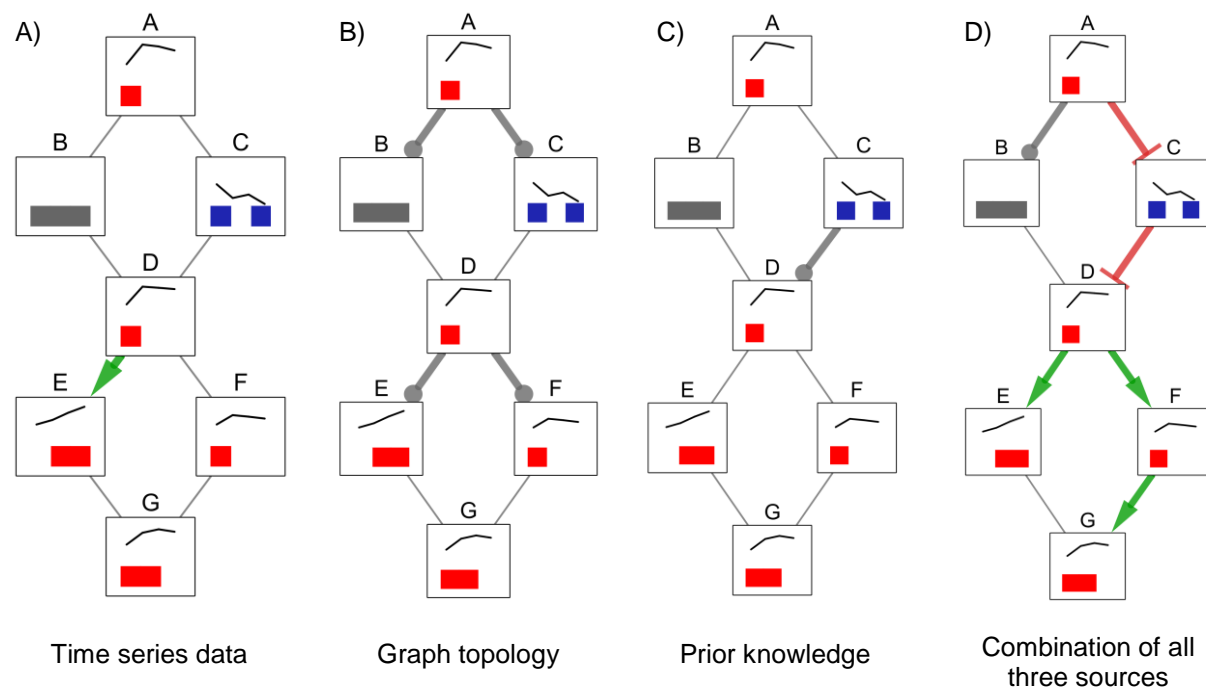 A)
A
B
C
D
E
F
G
Time series data
B)
A
B
C
D
E
F
G
Graph topology
C)
A
B
C
D
E
F
G
Prior knowledge
D)
A
B
C
D
E
F
G
Combination of all
three sources